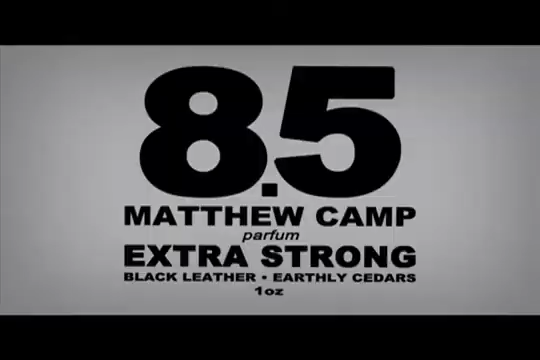 8.5
MATTHEW CAMP
parfum
EXTRA STRONG
BLACK LEATHER - EARTHLY CEDARS
1oz